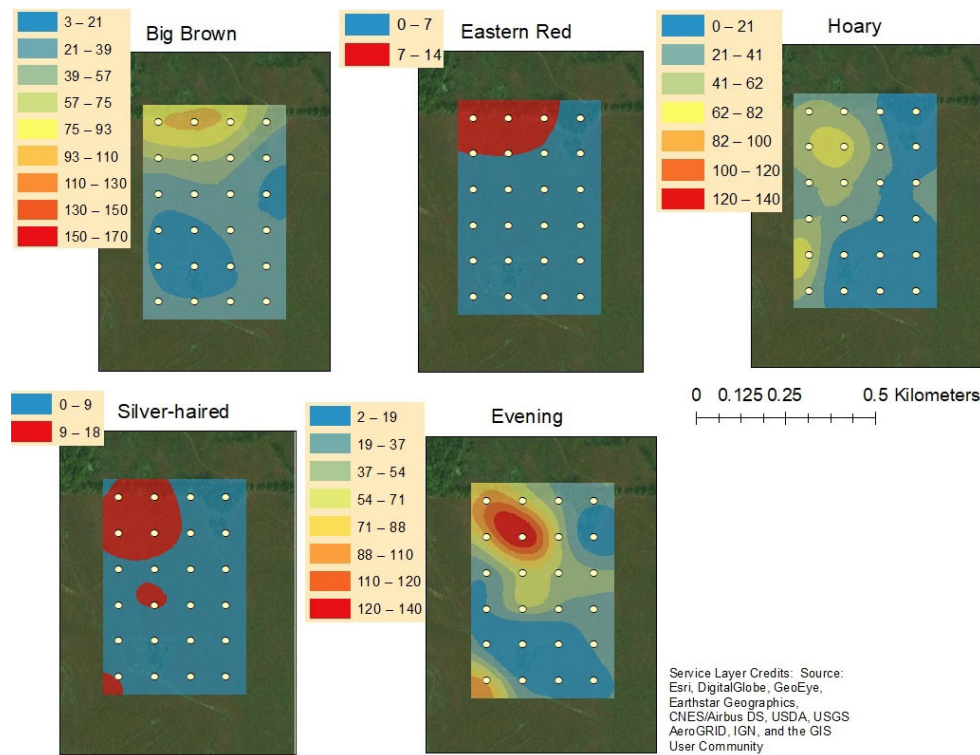 Big Brown
3 – 21
21 – 39
39 – 57
57 – 75
75 – 93
93 – 110
110 – 130
130 – 150
150 – 170
Eastern Red
0 – 7
7 – 14
Hoary
0 – 21
21 – 41
41 – 62
62 – 82
82 – 100
100 – 120
120 – 140
0 0.125 0.25 0.5 Kilometers
Silver-haired
0 – 9
9 – 18
Evening
2 – 19
19 – 37
37 – 54
54 – 71
71 – 88
88 – 110
110 – 120
120 – 140
Service Layer Credits: Source:
Esri, DigitalGlobe, GeoEye,
Earthstar Geographics,
CNES/Airbus DS, USDA, USGS
AeroGRID, IGN, and the GIS
User Community